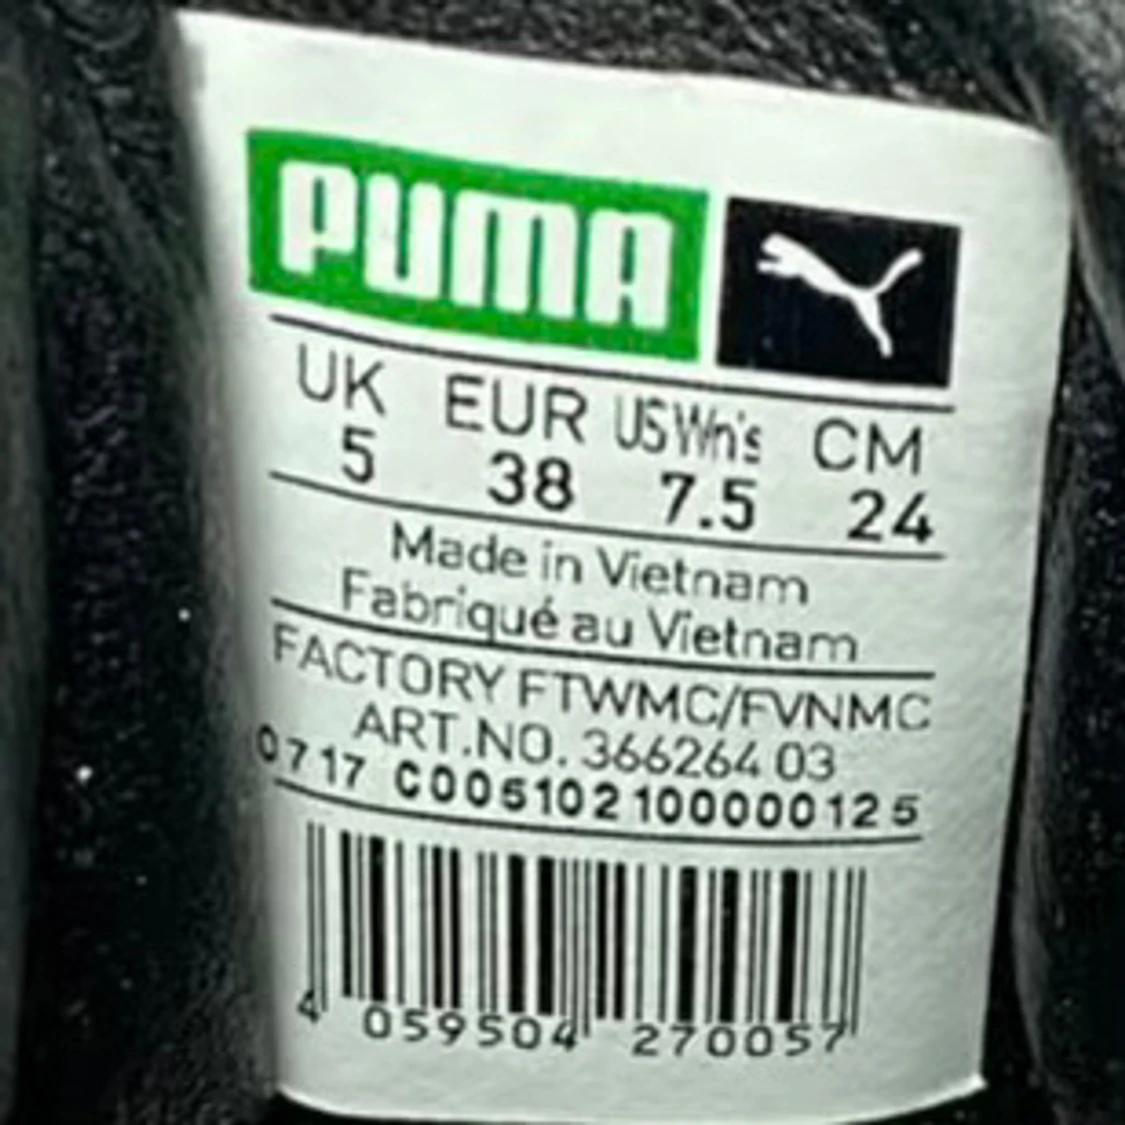 PUMA
UK EUR US Wn's CM
5 38 7.5 24
Made in Vietnam
Fabriqué au Vietnam
FACTORY FTWMC/FVNMC
ART.NO. 366264 03
0717 C005102100000125
4 059504 270057